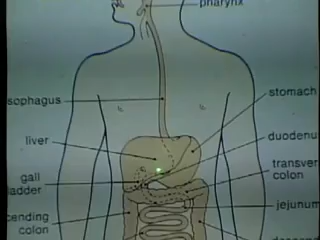 pharynx
sophagus
stomach
liver
duodenu
gall
ladder
transver
colon
jejunum
cending
colon